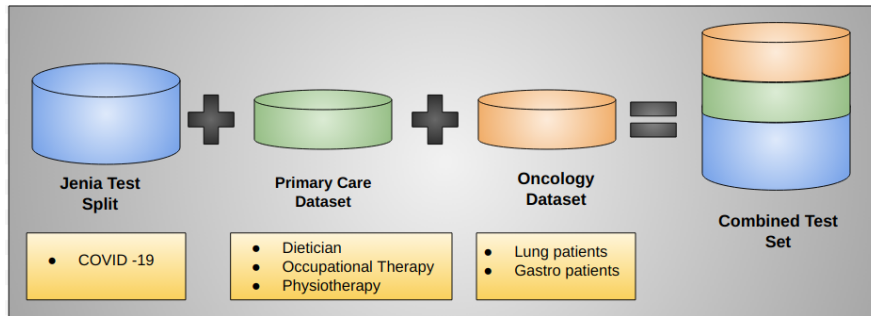 Jenia Test
Split
Primary Care
Dataset
Oncology
Dataset
Combined Test
Set
● COVID -19
● Dietician
● Occupational Therapy
● Physiotherapy
● Lung patients
● Gastro patients